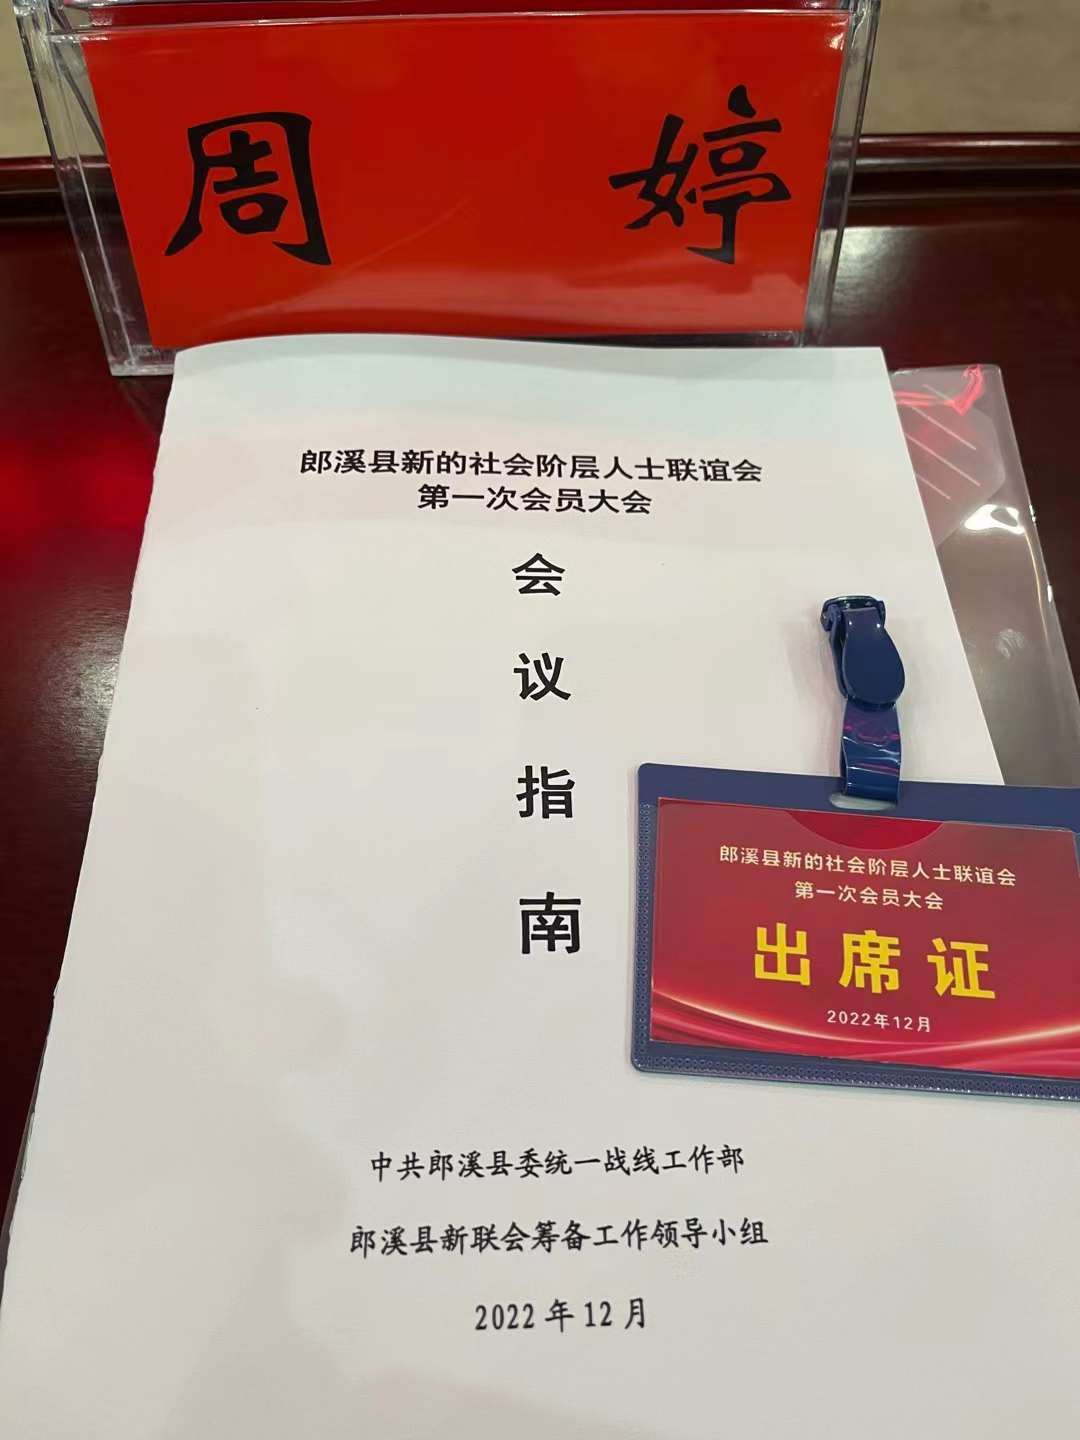 周婷
郎溪县新的社会阶层人士联谊会
第一次会员大会
会
议
指
南
郎溪县新的社会阶层人士联谊会
第一次会员大会
出席证
2022年12月
中共郎溪县委统一战线工作部
郎溪县新联会筹备工作领导小组
2022年12月